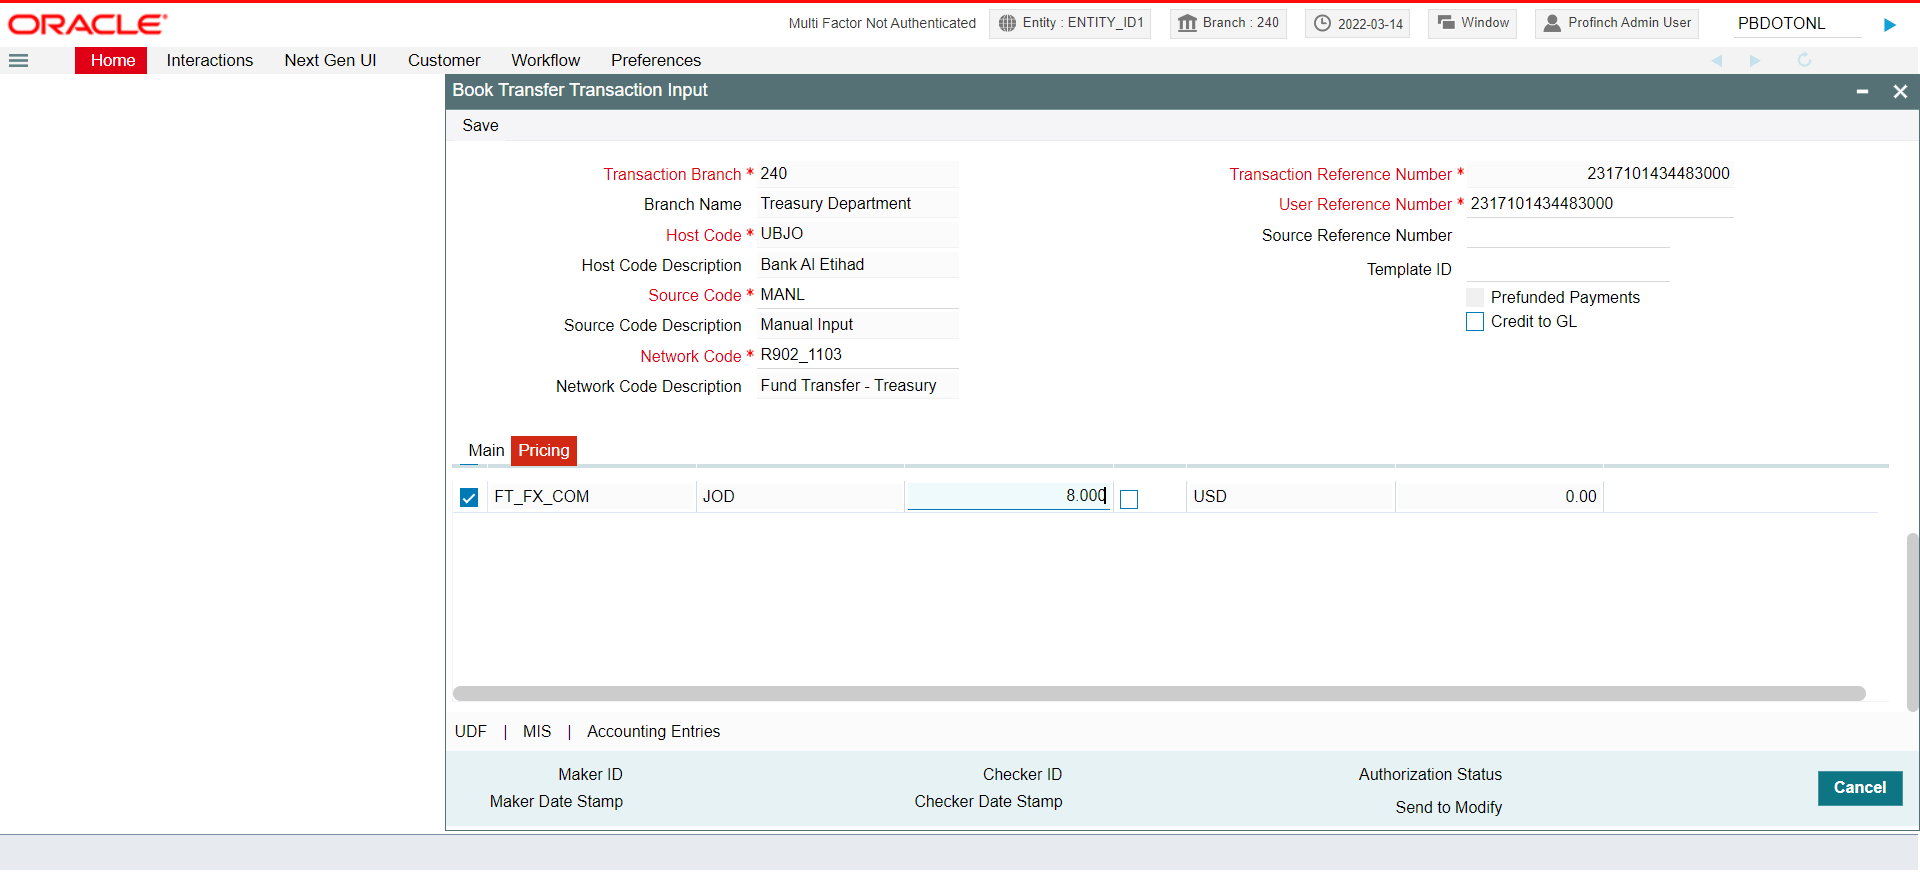 ORACLE
Multi Factor Not Authenticated
Entity : ENTITY_ID1
Branch : 240
2022-03-14
Window
Profinch Admin User
PBDOTONL
Home Interactions Next Gen UI Customer Workflow Preferences
Book Transfer Transaction Input
Save
Transaction Branch * 240
Branch Name Treasury Department
Host Code * UBJO
Host Code Description Bank Al Etihad
Source Code * MANL
Source Code Description Manual Input
Network Code * R902_1103
Network Code Description Fund Transfer - Treasury
Transaction Reference Number * 2317101434483000
User Reference Number * 2317101434483000
Source Reference Number
Template ID
Prefunded Payments
Credit to GL
Main Pricing
FT_FX_COM JOD 8.000 USD 0.00
UDF | MIS | Accounting Entries
Maker ID
Maker Date Stamp
Checker ID
Checker Date Stamp
Authorization Status
Send to Modify
Cancel